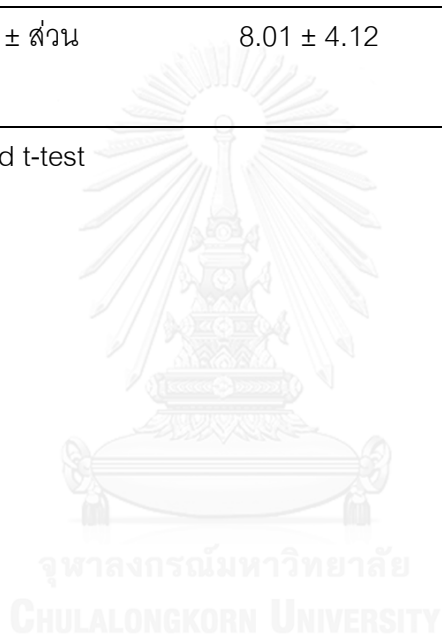 ± ส่วน 8.01 ± 4.12
d t-test
จุฬาลงกรณ์มหาวิทยาลัย
CHULALONGKORN UNIVERSITY